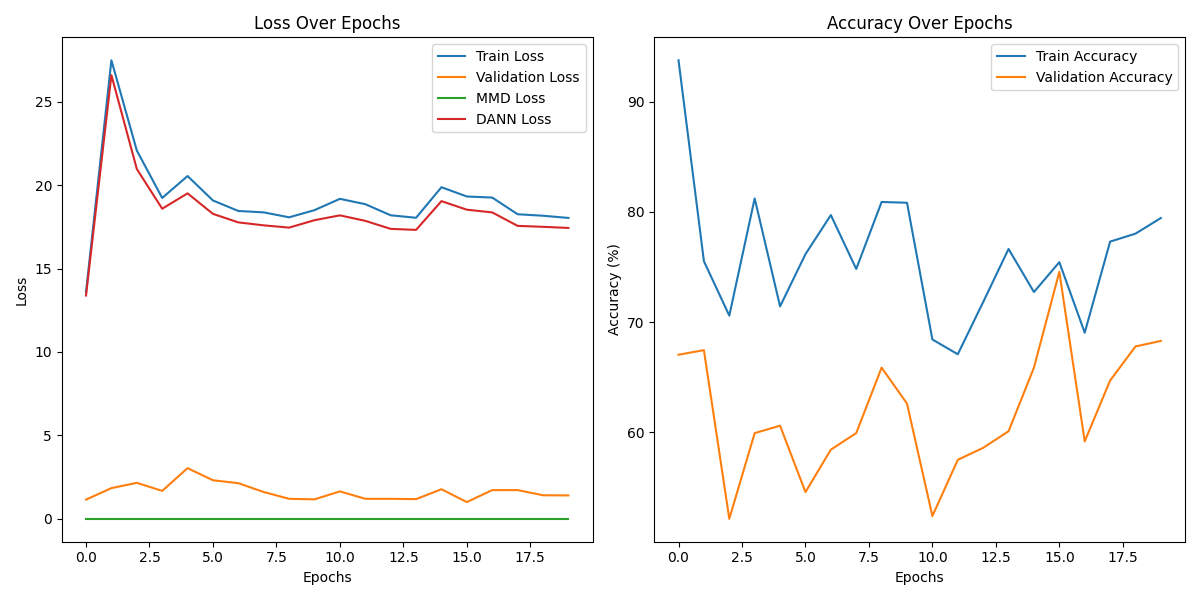 Loss Over Epochs
Train Loss
Validation Loss
MMD Loss
DANN Loss
25
20
15
10
5
0
Loss
0.0 2.5 5.0 7.5 10.0 12.5 15.0 17.5
Epochs
Accuracy Over Epochs
Train Accuracy
Validation Accuracy
90
80
70
60
Accuracy (%)
0.0 2.5 5.0 7.5 10.0 12.5 15.0 17.5
Epochs